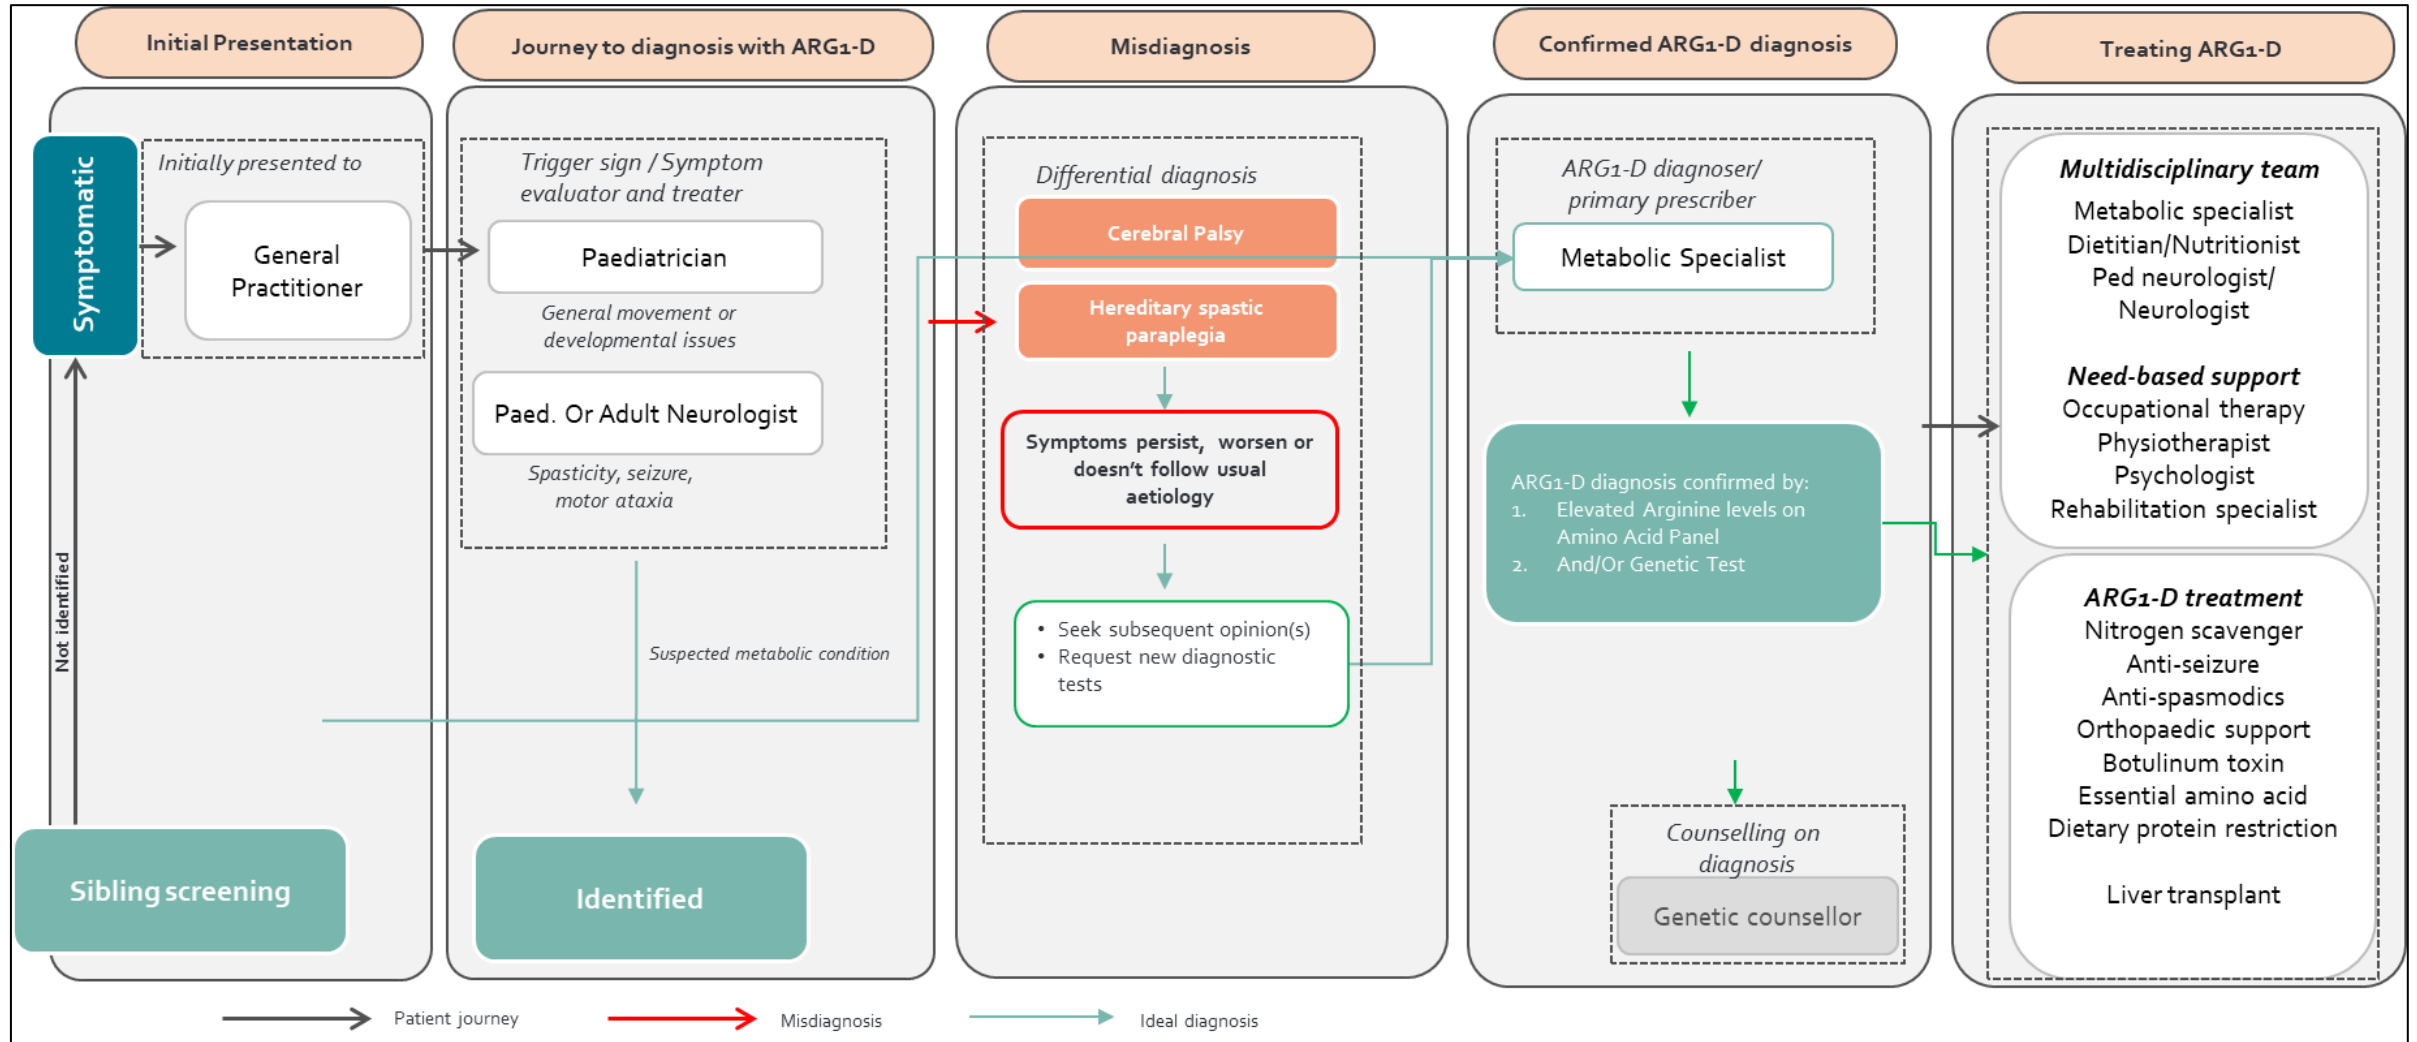 Initial Presentation
Journey to diagnosis with ARG1-D
Misdiagnosis
Confirmed ARG1-D diagnosis
Treating ARG1-D
Symptomatic
Initially presented to
General
Practitioner
Not identified
Sibling screening
Trigger sign / Symptom
evaluator and treater
Paediatrician
General movement or
developmental issues
Paed. Or Adult Neurologist
Spasticity, seizure,
motor ataxia
Suspected metabolic condition
Identified
Differential diagnosis
Cerebral Palsy
Hereditary spastic
paraplegia
Symptoms persist, worsen or
doesn't follow usual
aetiology
• Seek subsequent opinion(s)
• Request new diagnostic
tests
ARG1-D diagnoser/
primary prescriber
Metabolic Specialist
ARG1-D diagnosis confirmed by:
1. Elevated Arginine levels on
Amino Acid Panel
2. And/Or Genetic Test
Counselling on
diagnosis
Genetic counsellor
Multidisciplinary team
Metabolic specialist
Dietitian/Nutritionist
Ped neurologist/
Neurologist
Need-based support
Occupational therapy
Physiotherapist
Psychologist
Rehabilitation specialist
ARG1-D treatment
Nitrogen scavenger
Anti-seizure
Anti-spasmodics
Orthopaedic support
Botulinum toxin
Essential amino acid
Dietary protein restriction
Liver transplant
Patient journey
Misdiagnosis
Ideal diagnosis